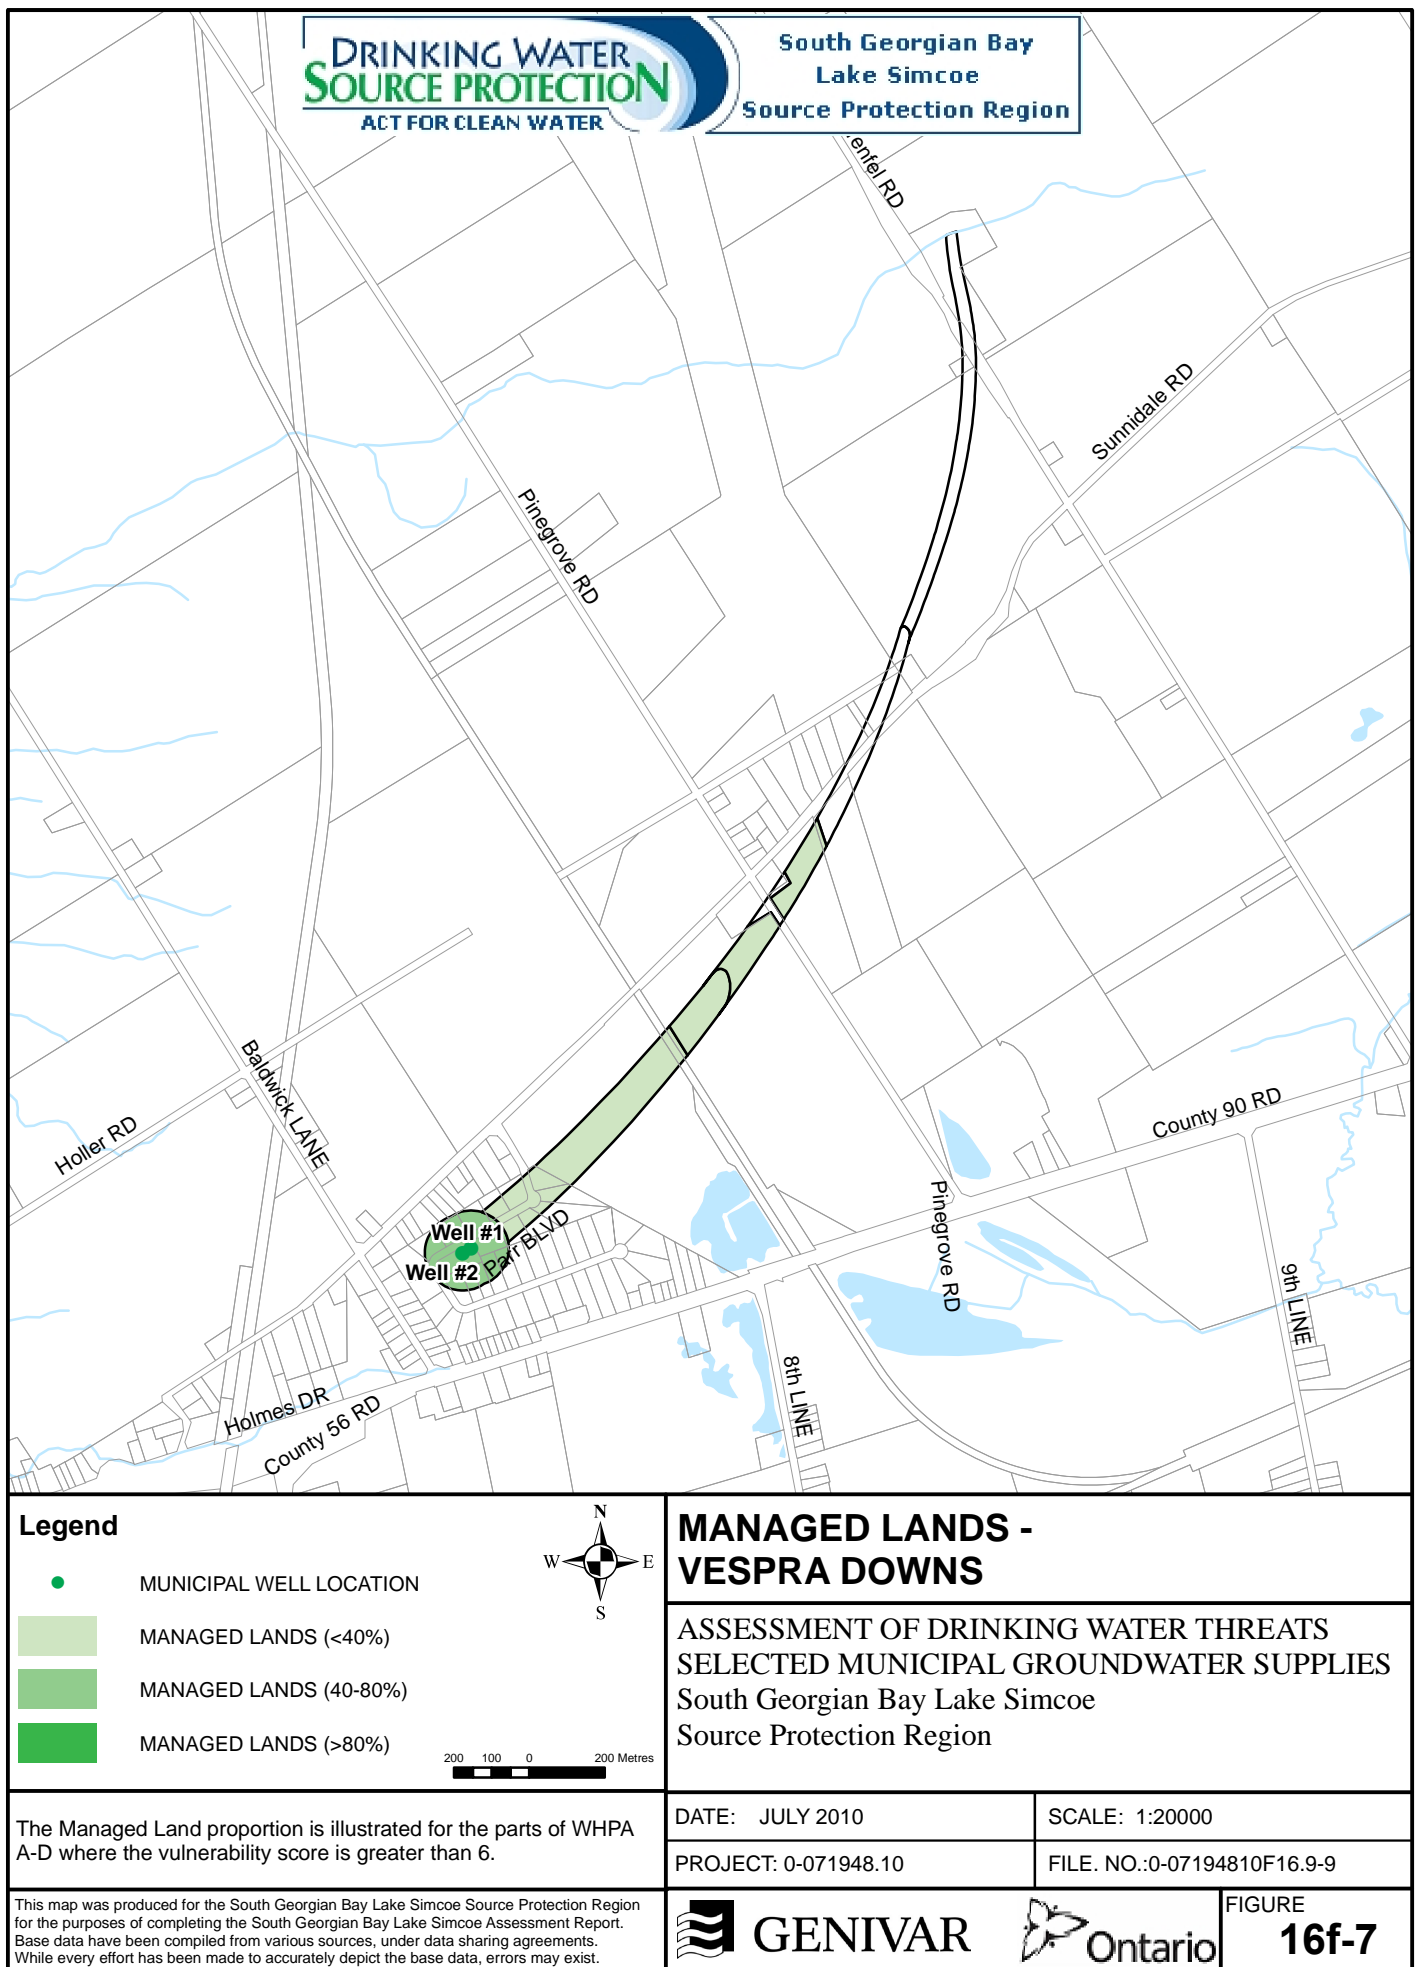 DRINKING WATER
SOURCE PROTECTION
ACT FOR CLEAN WATER
South Georgian Bay
Lake Simcoe
Source Protection Region
enfel RD
Sunnidale RD
Pinegrove RD
Baldwick LANE
Holler RD
County 90 RD
Well #1
Well #2
Parr BLVD
Pinegrove RD
9th LINE
8th LINE
Holmes DR
County 56 RD
Legend
MUNICIPAL WELL LOCATION
MANAGED LANDS (<40%)
MANAGED LANDS (40-80%)
MANAGED LANDS (>80%)
N
W
E
S
200 100 0 200 Metres
MANAGED LANDS -
VESPRA DOWNS
ASSESSMENT OF DRINKING WATER THREATS
SELECTED MUNICIPAL GROUNDWATER SUPPLIES
South Georgian Bay Lake Simcoe
Source Protection Region
The Managed Land proportion is illustrated for the parts of WHPA
A-D where the vulnerability score is greater than 6.
DATE: JULY 2010
SCALE: 1:20000
PROJECT: 0-071948.10
FILE. NO.:0-07194810F16.9-9
This map was produced for the South Georgian Bay Lake Simcoe Source Protection Region
for the purposes of completing the South Georgian Bay Lake Simcoe Assessment Report.
Base data have been compiled from various sources, under data sharing agreements.
While every effort has been made to accurately depict the base data, errors may exist.
GENIVAR
Ontario
FIGURE
16f-7